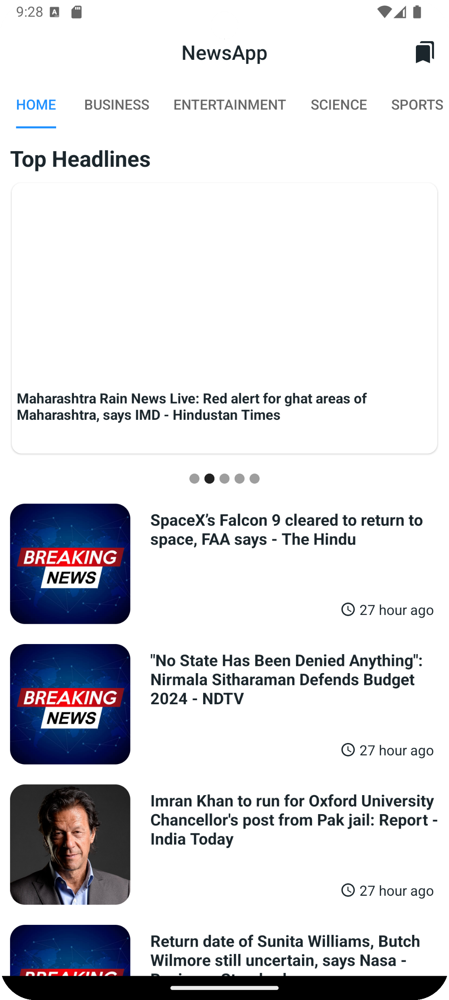 9:28
NewsApp
HOME BUSINESS ENTERTAINMENT SCIENCE SPORTS
Top Headlines
Maharashtra Rain News Live: Red alert for ghat areas of
Maharashtra, says IMD - Hindustan Times
BREAKING
NEWS
SpaceX’s Falcon 9 cleared to return to
space, FAA says - The Hindu
27 hour ago
BREAKING
NEWS
"No State Has Been Denied Anything":
Nirmala Sitharaman Defends Budget
2024 - NDTV
27 hour ago
Imran Khan to run for Oxford University
Chancellor's post from Pak jail: Report -
India Today
27 hour ago
BREAKING
Return date of Sunita Williams, Butch
Wilmore still uncertain, says Nasa -